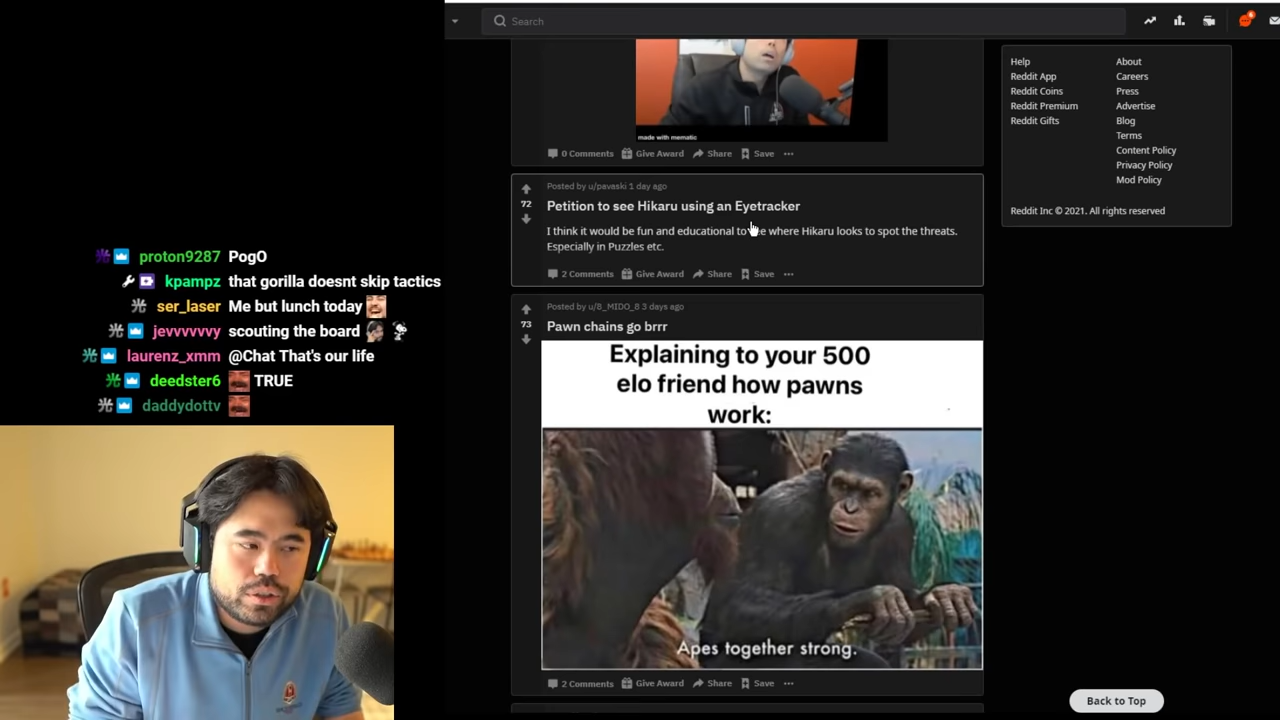 Search
made with mematic
0 Comments Give Award Share Save
Posted by u/pavaski 1 day ago
72
Petition to see Hikaru using an Eyetracker
I think it would be fun and educational to see where Hikaru looks to spot the threats.
Especially in Puzzles etc.
2 Comments Give Award Share Save
Posted by u/8_MIDO_8 3 days ago
73
Pawn chains go brrr
Explaining to your 500
elo friend how pawns
work:
Apes together strong.
2 Comments Give Award Share Save
Help About
Reddit App Careers
Reddit Coins Press
Reddit Premium Advertise
Reddit Gifts Blog
Terms
Content Policy
Privacy Policy
Mod Policy
Reddit Inc © 2021. All rights reserved
Back to Top
proton9287 PogO
kpampz that gorilla doesnt skip tactics
ser_laser Me but lunch today
jevvvvvvy scouting the board
laurenz_xmm @Chat That's our life
deedster6 TRUE
daddydottv